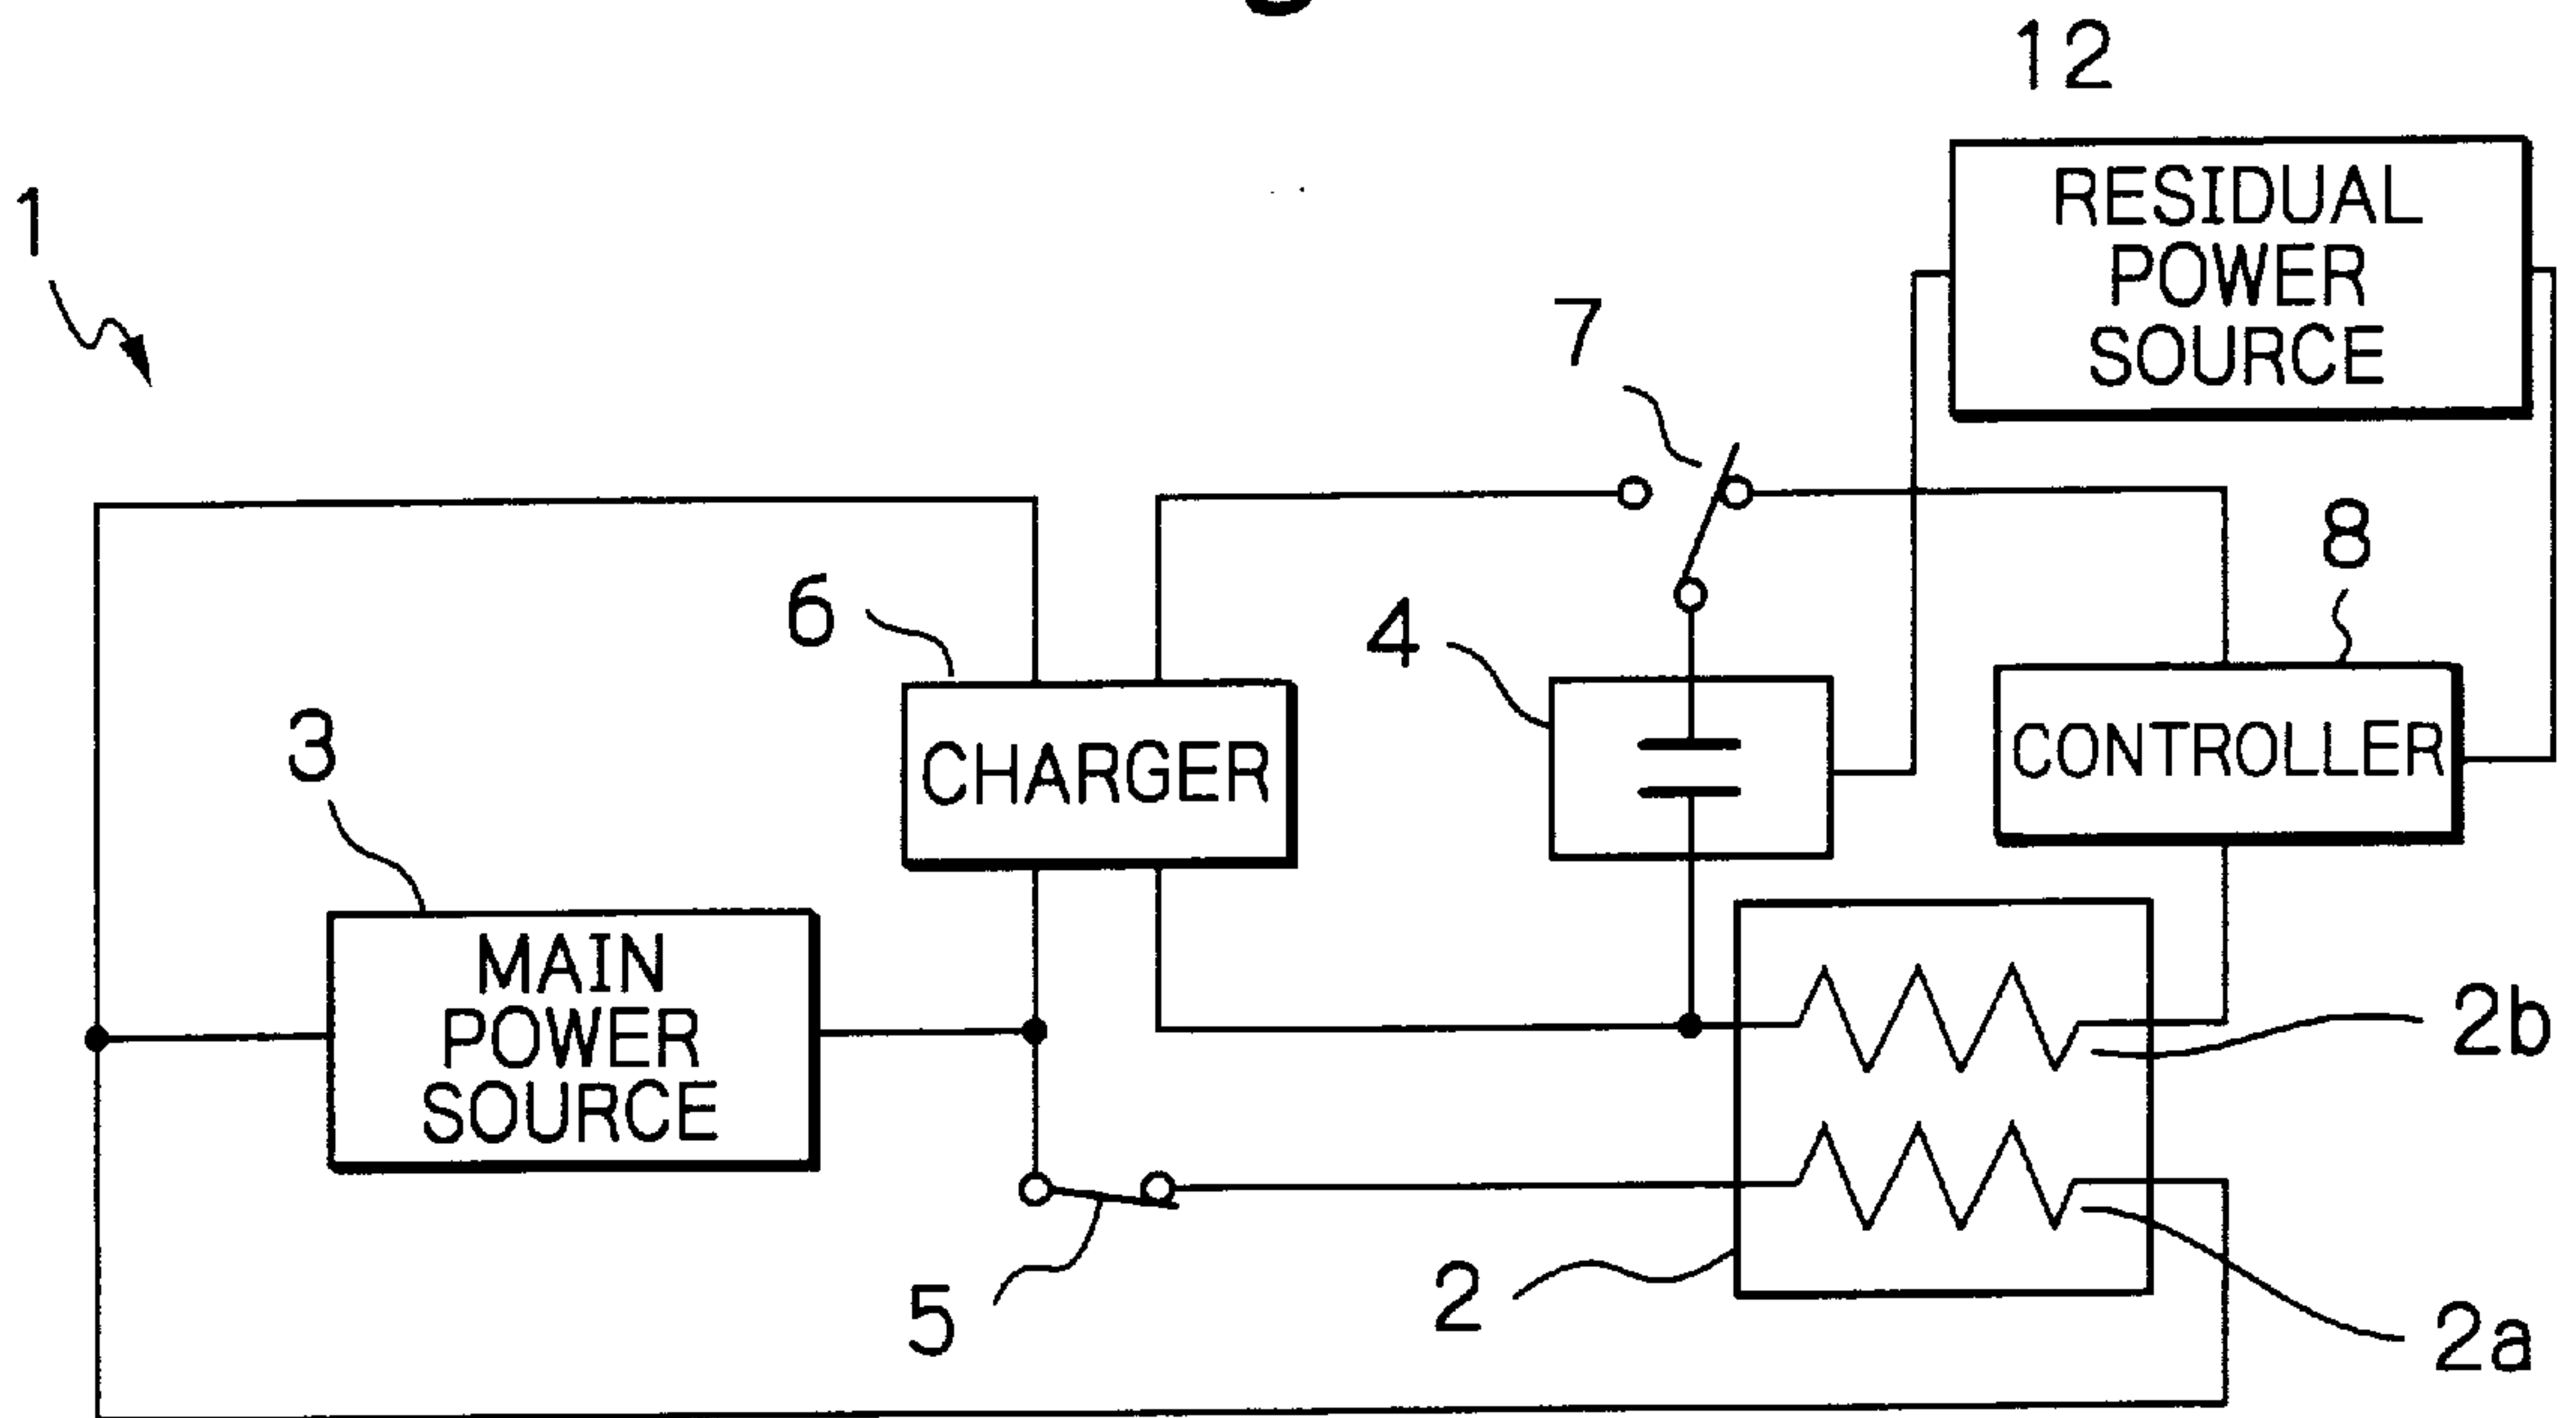 12
RESIDUAL
POWER
SOURCE
1
7
8
6
4
CHARGER
CONTROLLER
3
MAIN
POWER
SOURCE
2b
5
2
2a